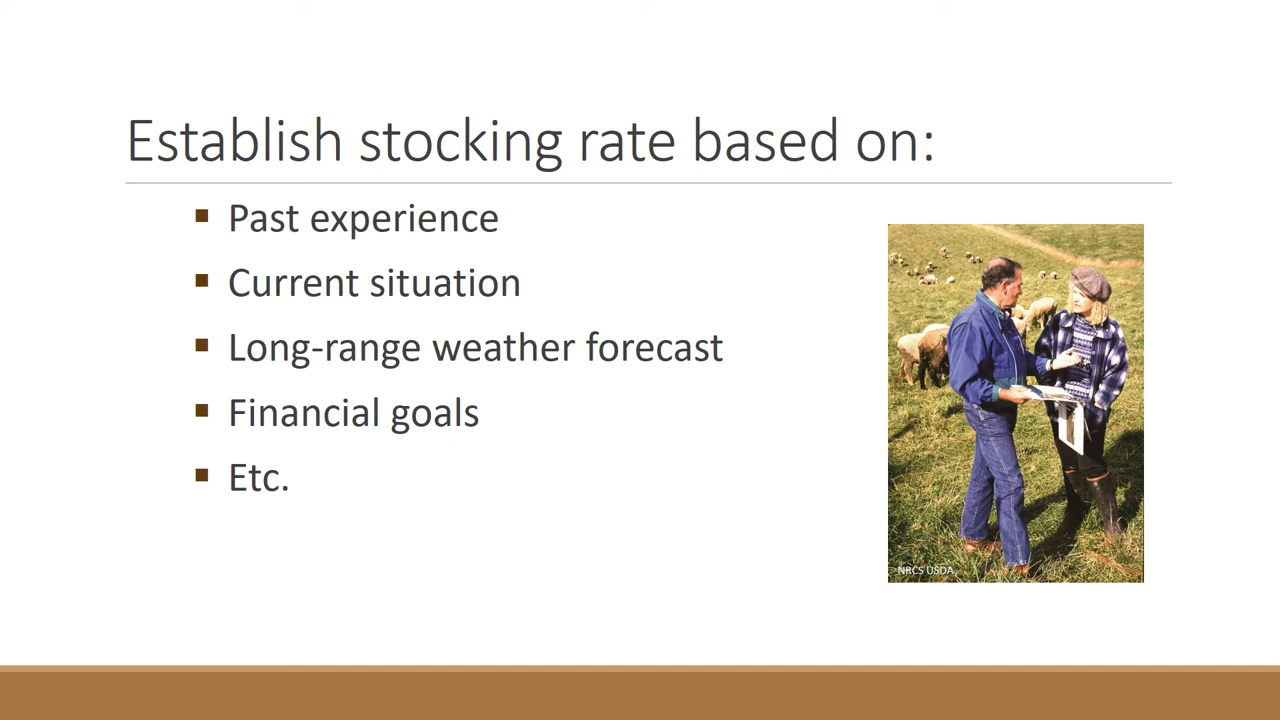 Establish stocking rate based on:
Past experience
Current situation
Long-range weather forecast
Financial goals
Etc.
NRCS USDA